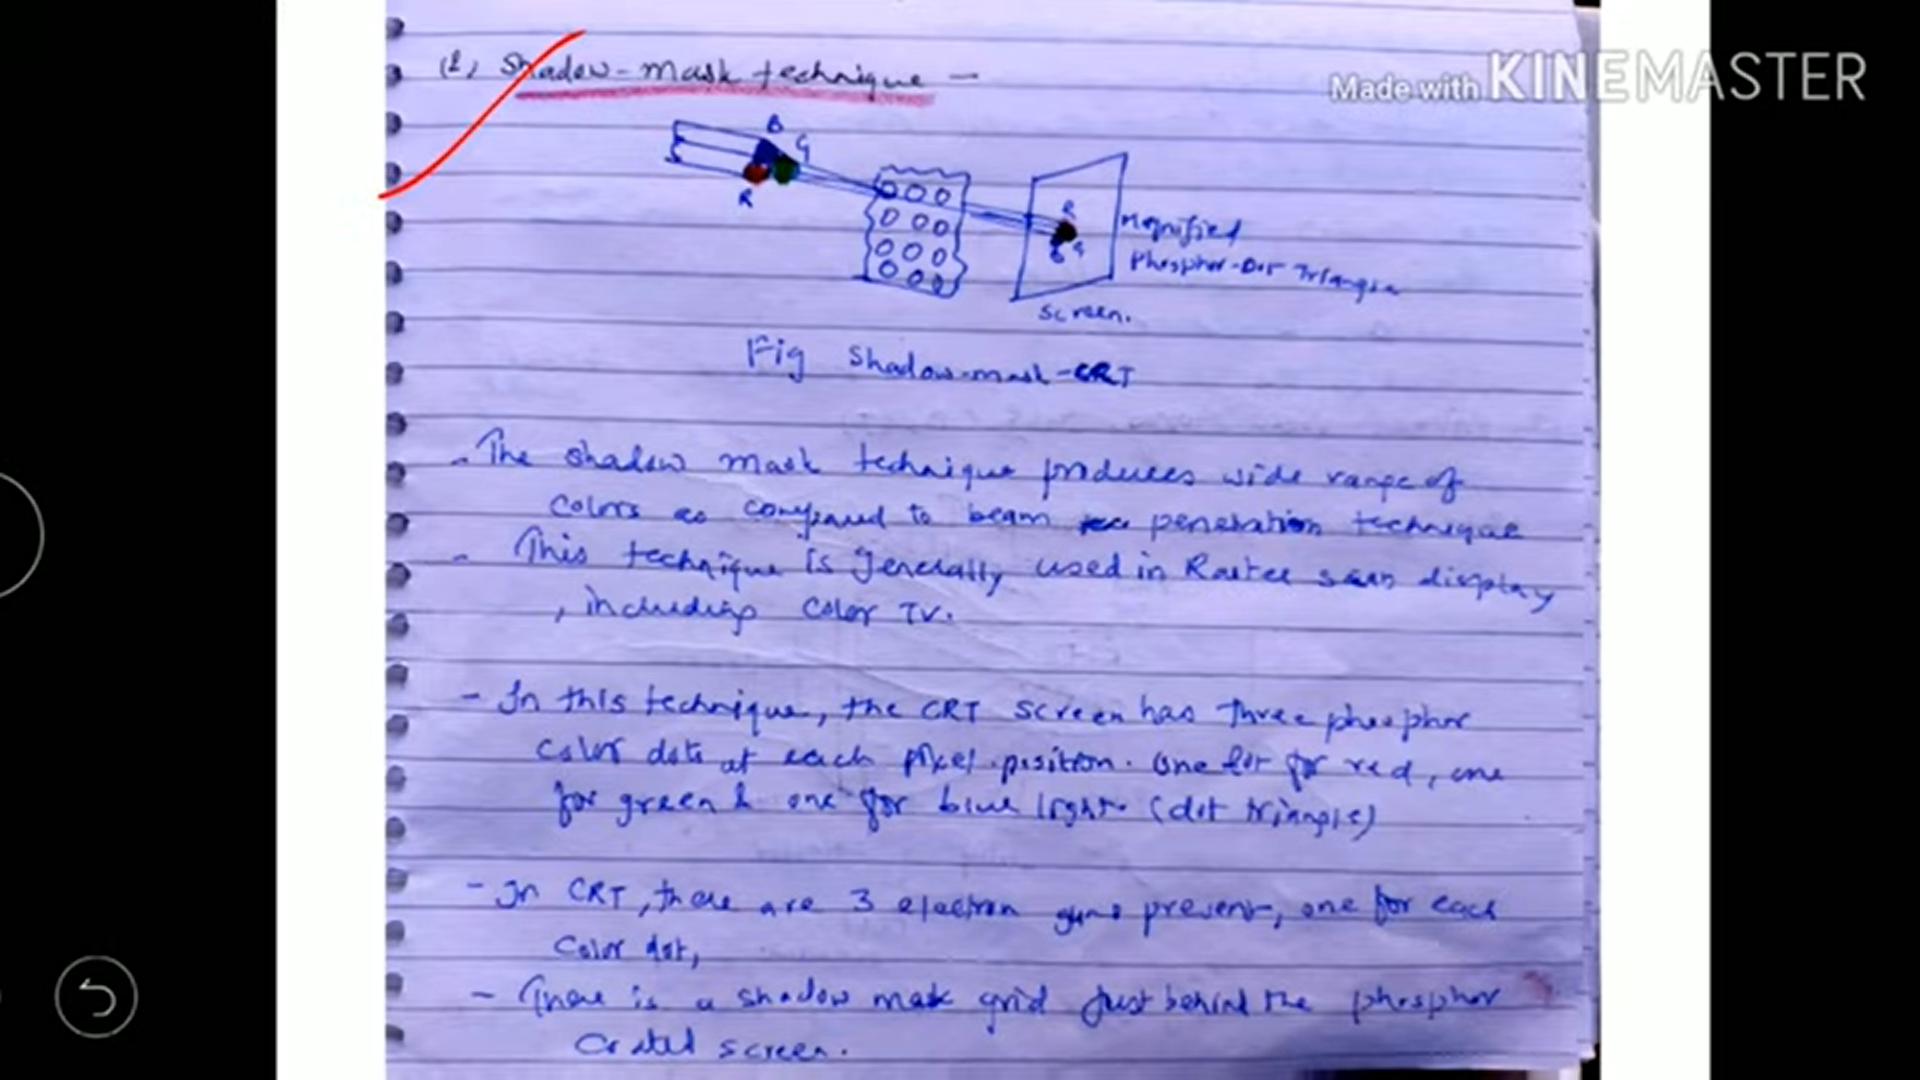 (2) Shadow-mask technique -
Made with KINEMASTER
B
G
R
R
B G
Magnified
Phosphor-Dot Triangle
screen.
Fig Shadow-mask-CRT
- The shadow mask technique produces wide range of
colors as compared to beam penetration technique
- This technique is generally used in Raster scan display
, including color TV.
- In this technique, the CRT screen has three phosphor
color dots at each pixel position. One for red, one
for green & one for blue light. (dot triangle)
- In CRT, there are 3 electron guns present, one for each
color dot,
- There is a shadow mask grid Just behind the phosphor
coated screen.